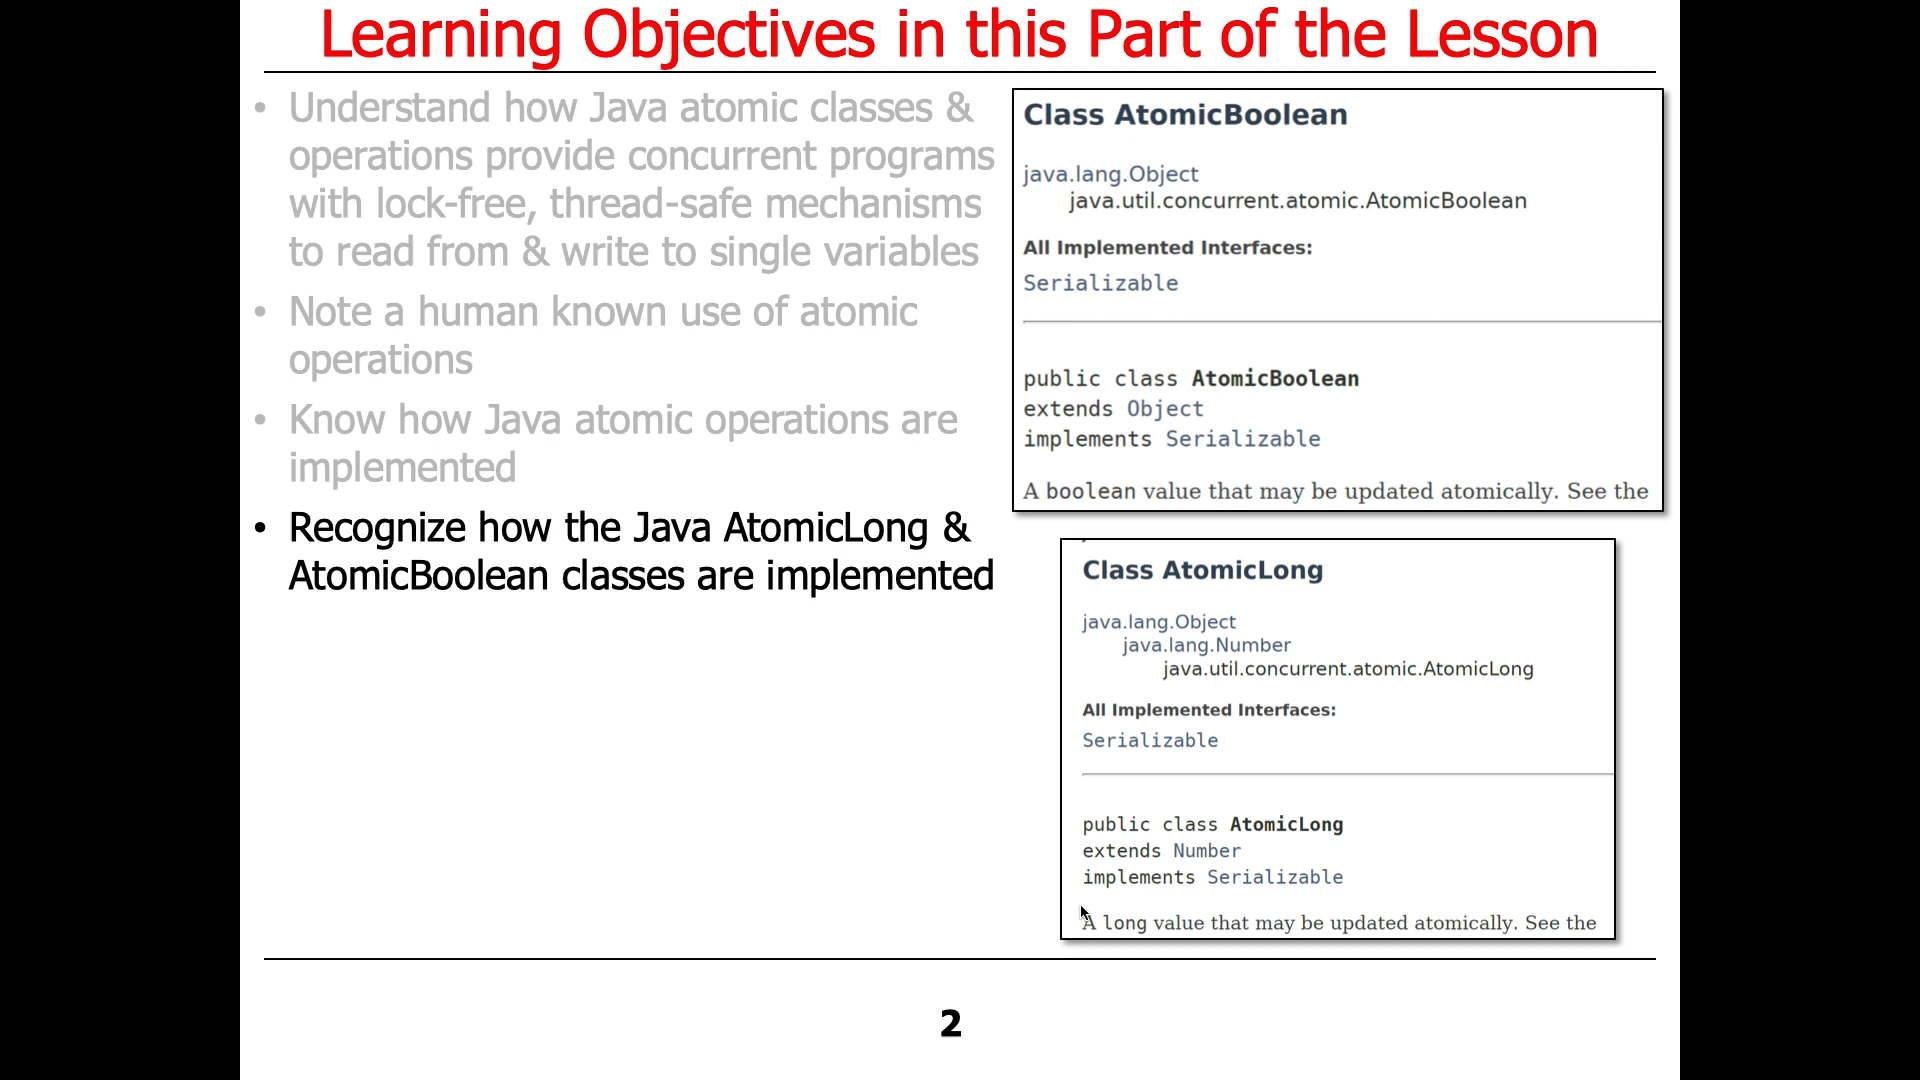 Learning Objectives in this Part of the Lesson
• Understand how Java atomic classes &
operations provide concurrent programs
with lock-free, thread-safe mechanisms
to read from & write to single variables
• Note a human known use of atomic
operations
• Know how Java atomic operations are
implemented
• Recognize how the Java AtomicLong &
AtomicBoolean classes are implemented
Class AtomicBoolean
java.lang.Object
java.util.concurrent.atomic.AtomicBoolean
All Implemented Interfaces:
Serializable
public class AtomicBoolean
extends Object
implements Serializable
A boolean value that may be updated atomically. See the
Class AtomicLong
java.lang.Object
java.lang.Number
java.util.concurrent.atomic.AtomicLong
All Implemented Interfaces:
Serializable
public class AtomicLong
extends Number
implements Serializable
A long value that may be updated atomically. See the
2